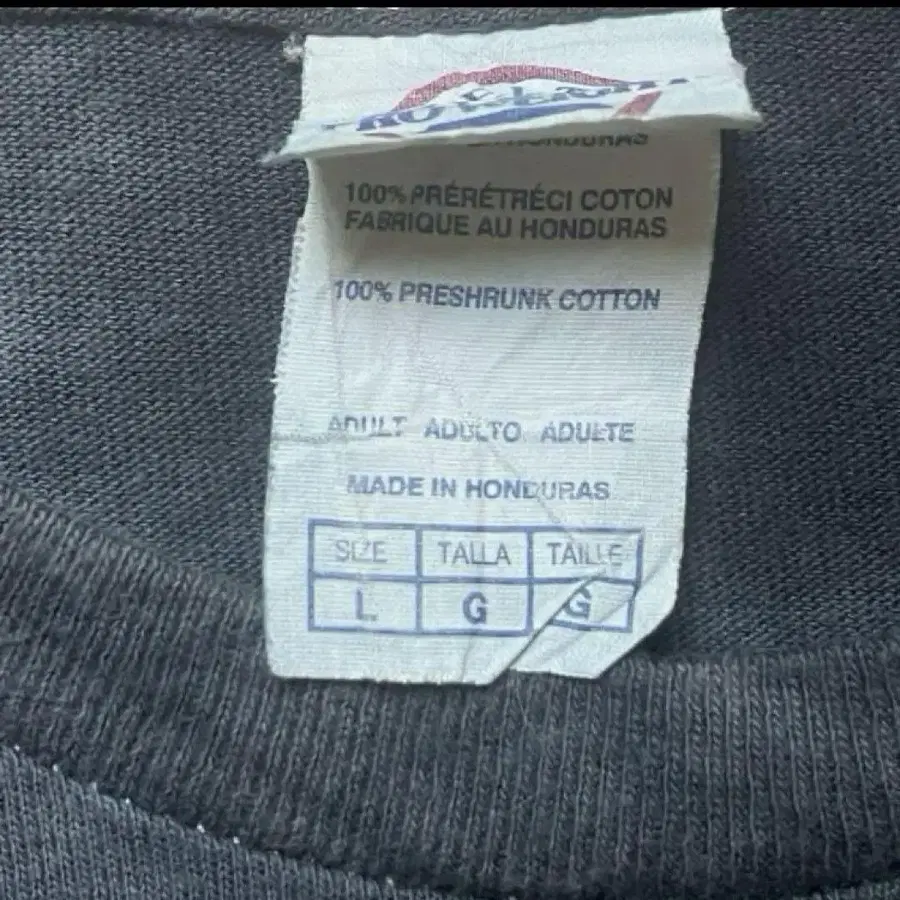 HONDURAS
100% PRÉRÉTRÉCI COTON
FABRIQUE AU HONDURAS
100% PRESHRUNK COTTON
ADULT ADULTO ADULTE
MADE IN HONDURAS
SIZE TALLA TAILLE
L G G